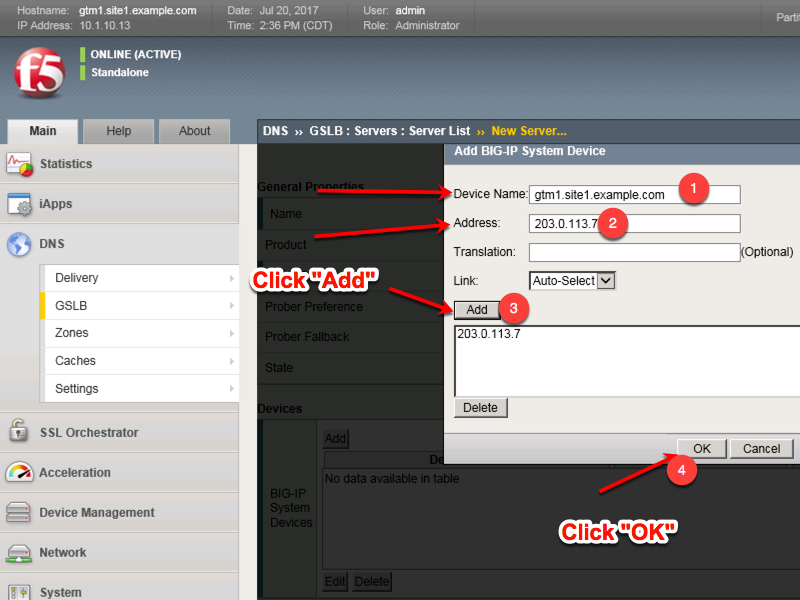 Hostname: gtm1.site1.example.com Date: Jul 20, 2017 User: admin
IP Address: 10.1.10.13 Time: 2:36 PM (CDT) Role: Administrator
Parti
f5
ONLINE (ACTIVE)
Standalone
Main Help About
DNS ›› GSLB : Servers : Server List ›› New Server...
Statistics
iApps
DNS
Delivery
GSLB
Zones
Caches
Settings
SSL Orchestrator
Acceleration
Device Management
Network
System
General Properties
Name
Product
Click "Add"
Prober Preference
Prober Fallback
State
Devices
BIG-IP
System
Devices
Add
De
No data available in table
Edit Delete
Add BIG-IP System Device
Device Name: gtm1.site1.example.com 1
Address: 203.0.113.7 2
Translation: (Optional)
Link: Auto-Select
Add 3
203.0.113.7
Delete
OK Cancel
4
Click "OK"